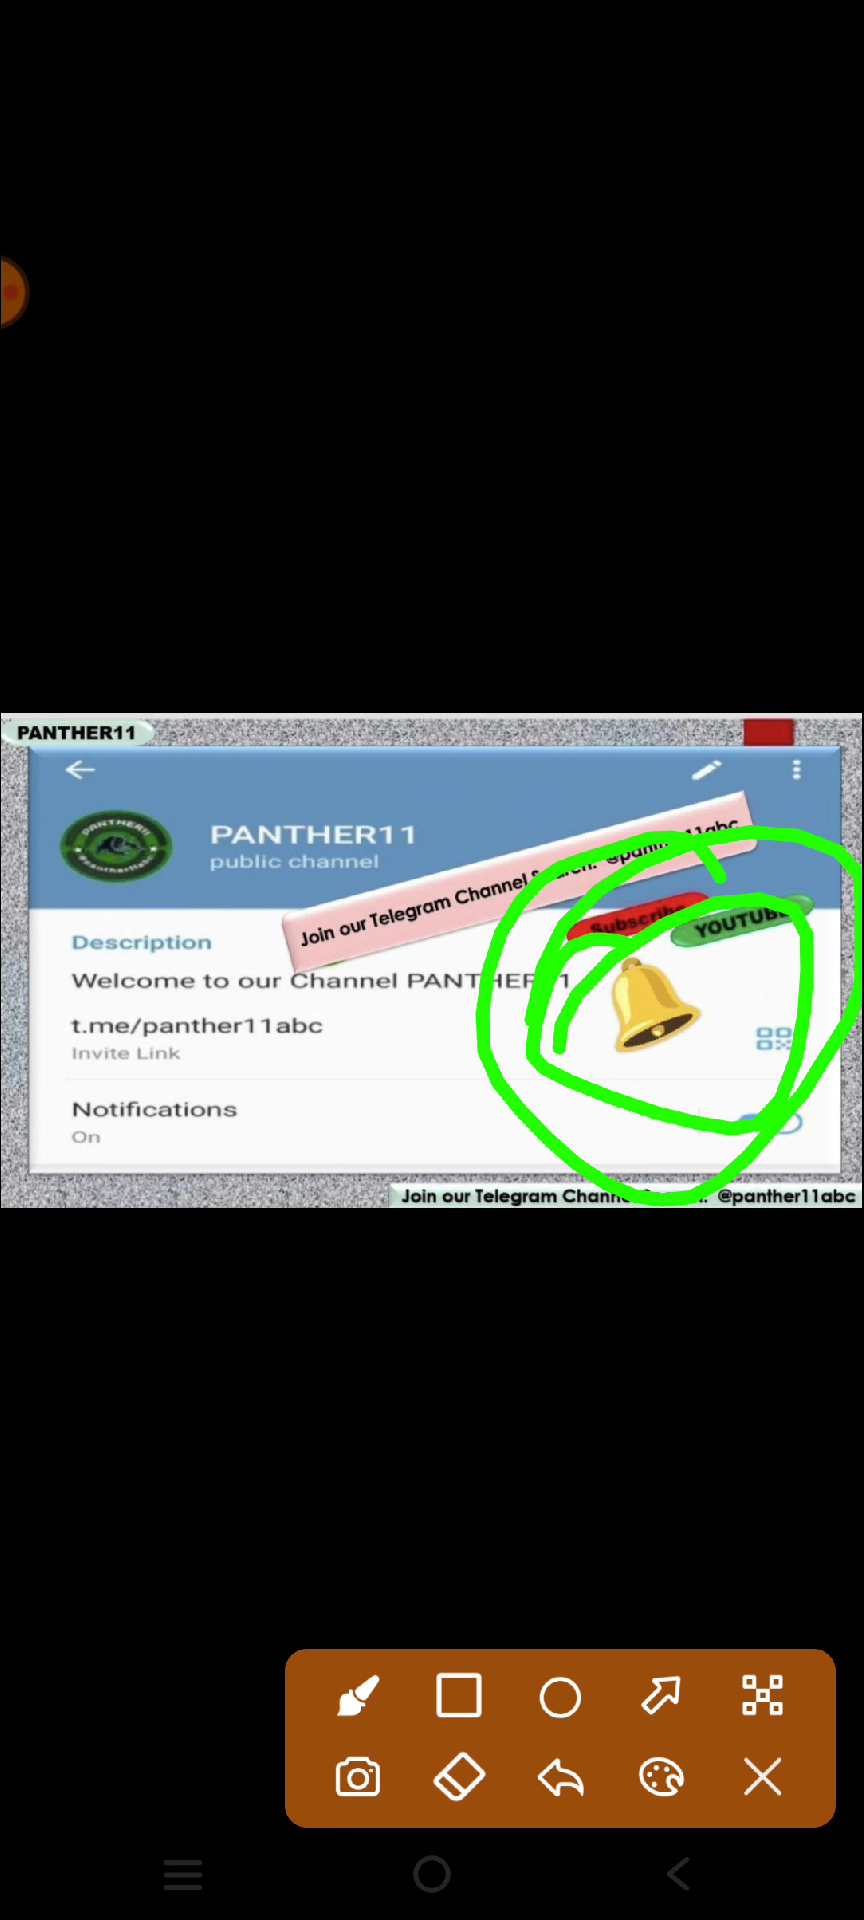 PANTHER11
PANTHER11
public channel
Join our Telegram Channel
Subscribe
YOUTUBE
Description
Welcome to our Channel
t.me/panther11abc
Invite Link
Notifications
On
Join our Telegram @panther11abc